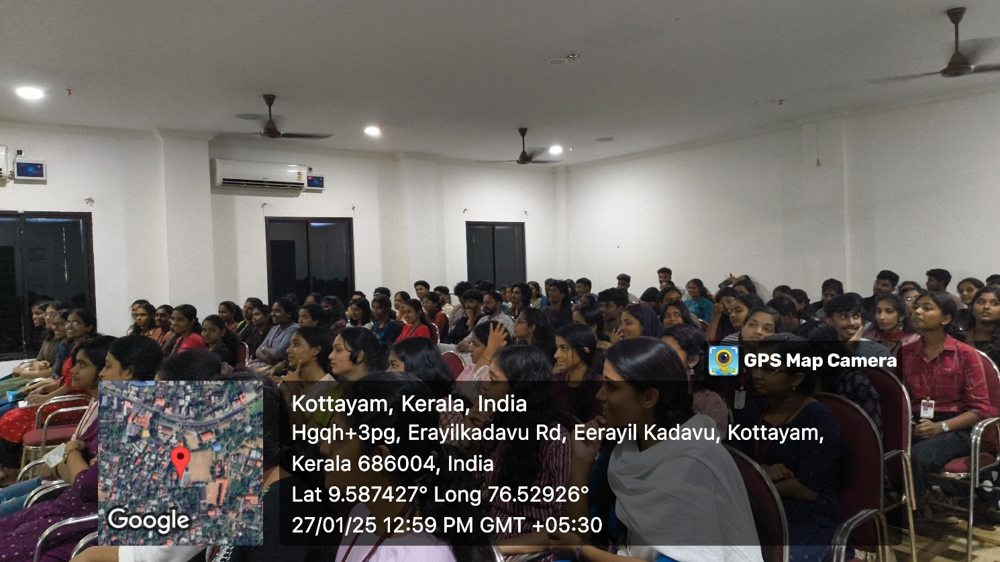 GPS Map Camera
Kottayam, Kerala, India
Hgqh+3pg, Erayilkadavu Rd, Eerayil Kadavu, Kottayam,
Kerala 686004, India
Lat 9.587427° Long 76.52926°
27/01/25 12:59 PM GMT +05:30
Google